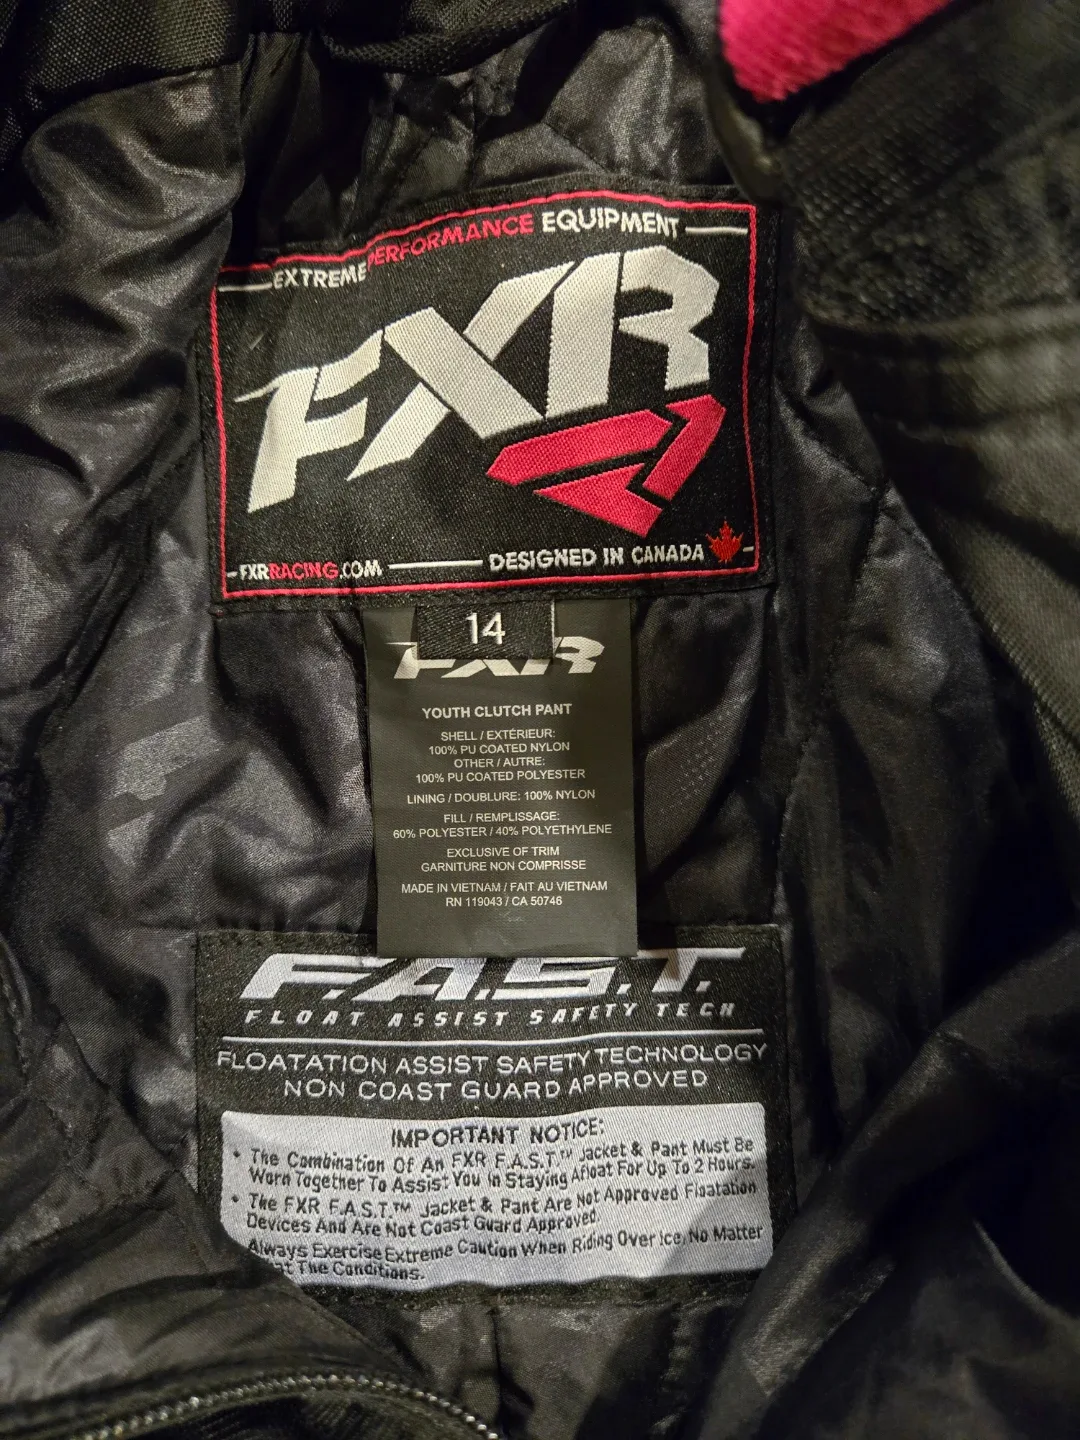 EXTREME PERFORMANCE EQUIPMENT
FXR
FXRRACING.COM
DESIGNED IN CANADA
14
FXR
YOUTH CLUTCH PANT
SHELL / EXTÉRIEUR:
100% PU COATED NYLON
OTHER / AUTRE:
100% PU COATED POLYESTER
LINING / DOUBLURE: 100% NYLON
FILL / REMPLISSAGE:
60% POLYESTER / 40% POLYETHYLENE
EXCLUSIVE OF TRIM
GARNITURE NON COMPRISSE
MADE IN VIETNAM / FAIT AU VIETNAM
RN 119043 / CA 50746
F.A.S.T.
FLOAT ASSIST SAFETY TECH
FLOATATION ASSIST SAFETY TECHNOLOGY
NON COAST GUARD APPROVED
IMPORTANT NOTICE:
• The Combination Of An FXR F.A.S.T.™ Jacket & Pant Must Be
Worn Together To Assist You In Staying Afloat For Up To 2 Hours.
• The FXR F.A.S.T.™ Jacket & Pant Are Not Approved Floatation
Devices And Are Not Coast Guard Approved.
Always Exercise Extreme Caution When Riding Over Ice, No Matter
at The Conditions.